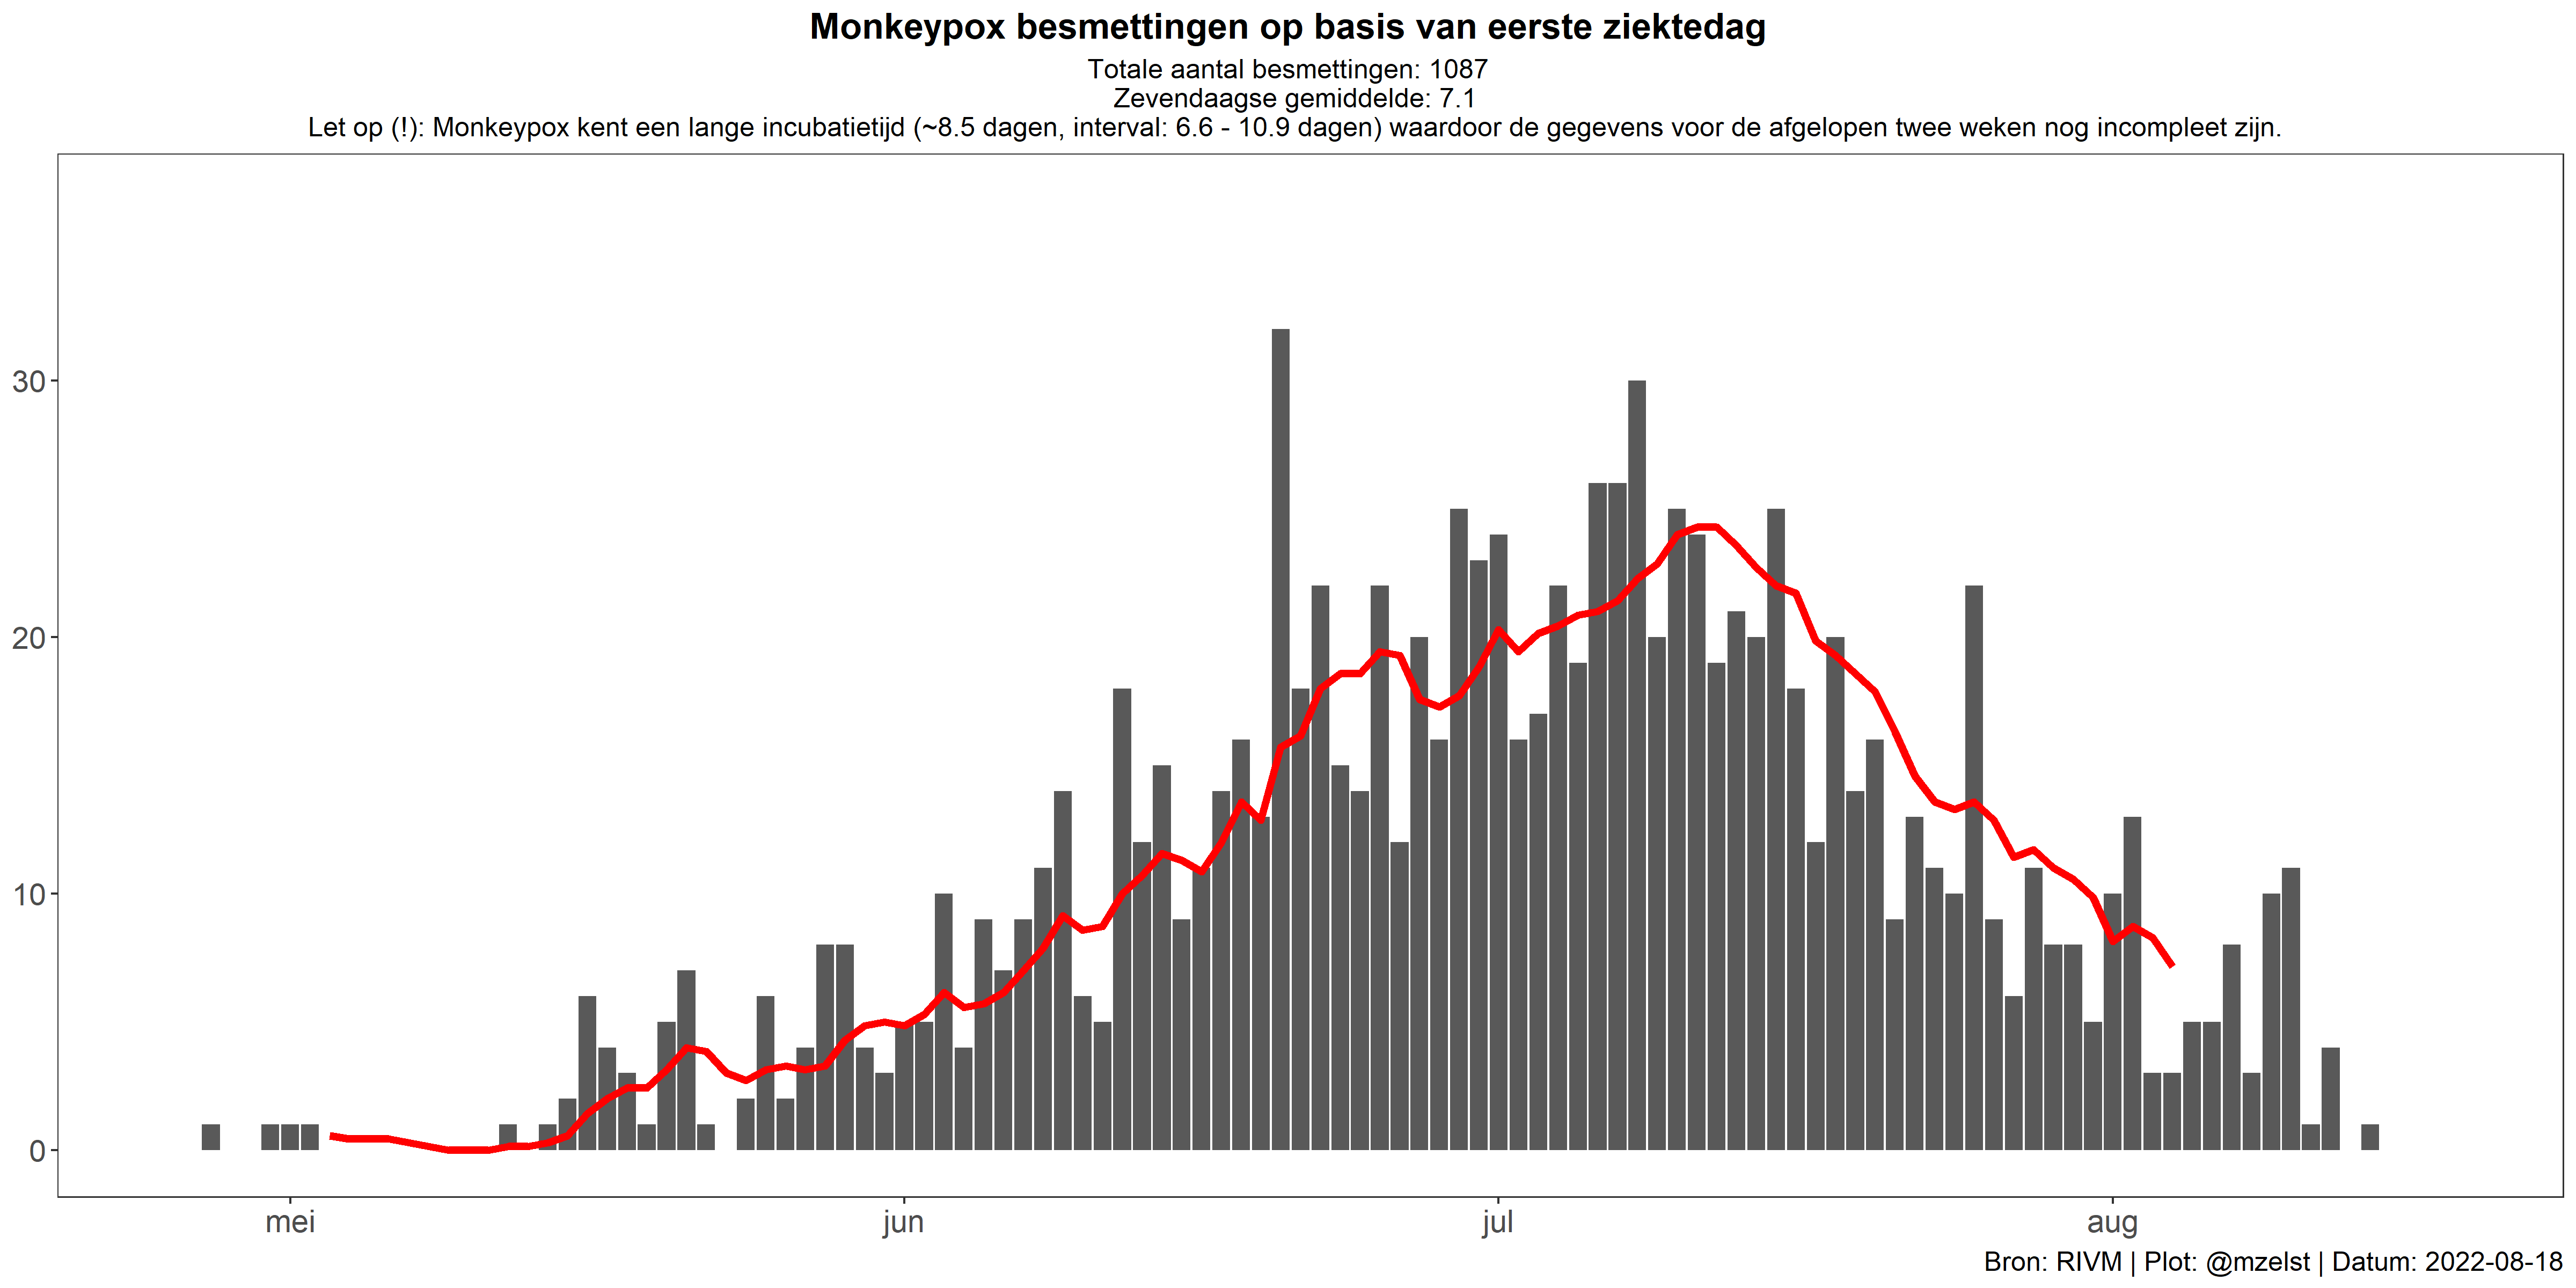 Monkeypox besmettingen op basis van eerste ziektedag
Totale aantal besmettingen: 1087
Zevendaagse gemiddelde: 7.1
Let op (!): Monkeypox kent een lange incubatietijd (~8.5 dagen, interval: 6.6 - 10.9 dagen) waardoor de gegevens voor de afgelopen twee weken nog incompleet zijn.
30
20
10
0
mei jun jul aug
Bron: RIVM | Plot: @mzelst | Datum: 2022-08-18